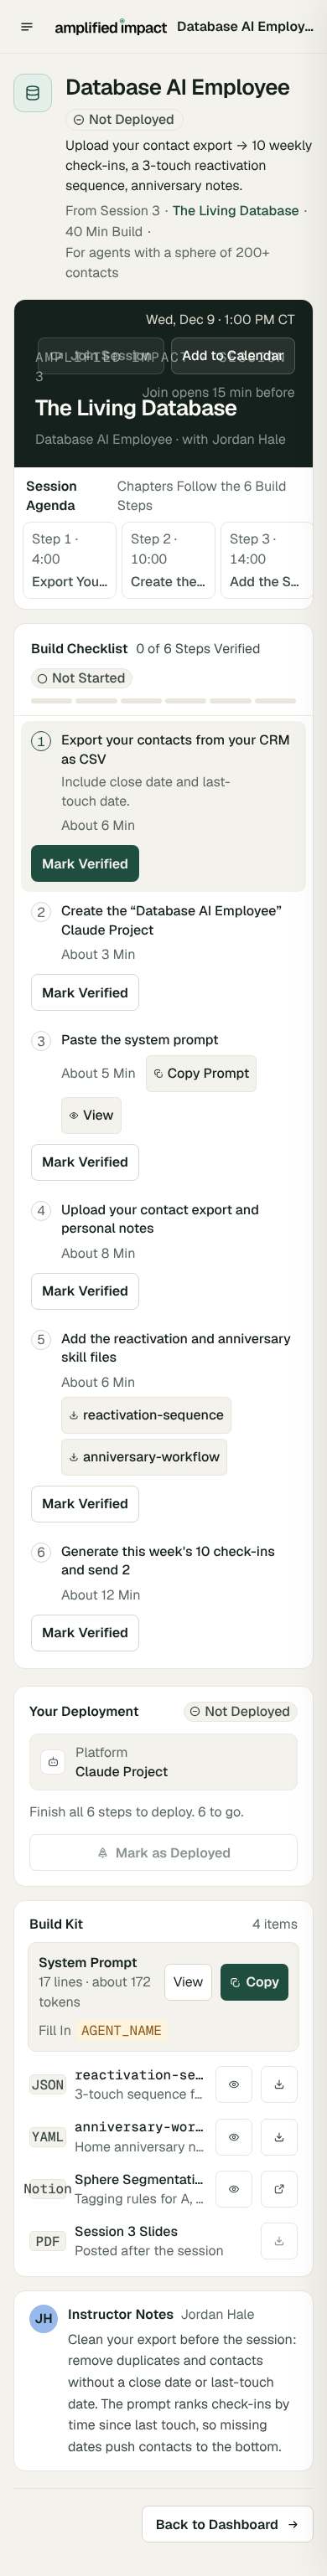 amplified impact Database AI Employ...
Database AI Employee
Not Deployed
Upload your contact export → 10 weekly
check-ins, a 3-touch reactivation
sequence, anniversary notes.
From Session 3 · The Living Database ·
40 Min Build ·
For agents with a sphere of 200+
contacts
Wed, Dec 9 · 1:00 PM CT
Join Session Add to Calendar
AMPLIFIED IMPACT SESSION
3
Join opens 15 min before
The Living Database
Database AI Employee · with Jordan Hale
Session Agenda
Chapters Follow the 6 Build Steps
Step 1 · 4:00
Export You...
Step 2 · 10:00
Create the...
Step 3 · 14:00
Add the S...
Build Checklist 0 of 6 Steps Verified
Not Started
1 Export your contacts from your CRM
as CSV
Include close date and last-
touch date.
About 6 Min
Mark Verified
2 Create the “Database AI Employee”
Claude Project
About 3 Min
Mark Verified
3 Paste the system prompt
About 5 Min Copy Prompt
View
Mark Verified
4 Upload your contact export and
personal notes
About 8 Min
Mark Verified
5 Add the reactivation and anniversary
skill files
About 6 Min
reactivation-sequence
anniversary-workflow
Mark Verified
6 Generate this week's 10 check-ins
and send 2
About 12 Min
Mark Verified
Your Deployment Not Deployed
Platform
Claude Project
Finish all 6 steps to deploy. 6 to go.
Mark as Deployed
Build Kit 4 items
System Prompt
17 lines · about 172
tokens
View Copy
Fill In AGENT_NAME
JSON reactivation-se...
3-touch sequence f...
YAML anniversary-wor...
Home anniversary n...
Notion Sphere Segmentati...
Tagging rules for A, ...
PDF Session 3 Slides
Posted after the session
JH Instructor Notes Jordan Hale
Clean your export before the session:
remove duplicates and contacts
without a close date or last-touch
date. The prompt ranks check-ins by
time since last touch, so missing
dates push contacts to the bottom.
Back to Dashboard →